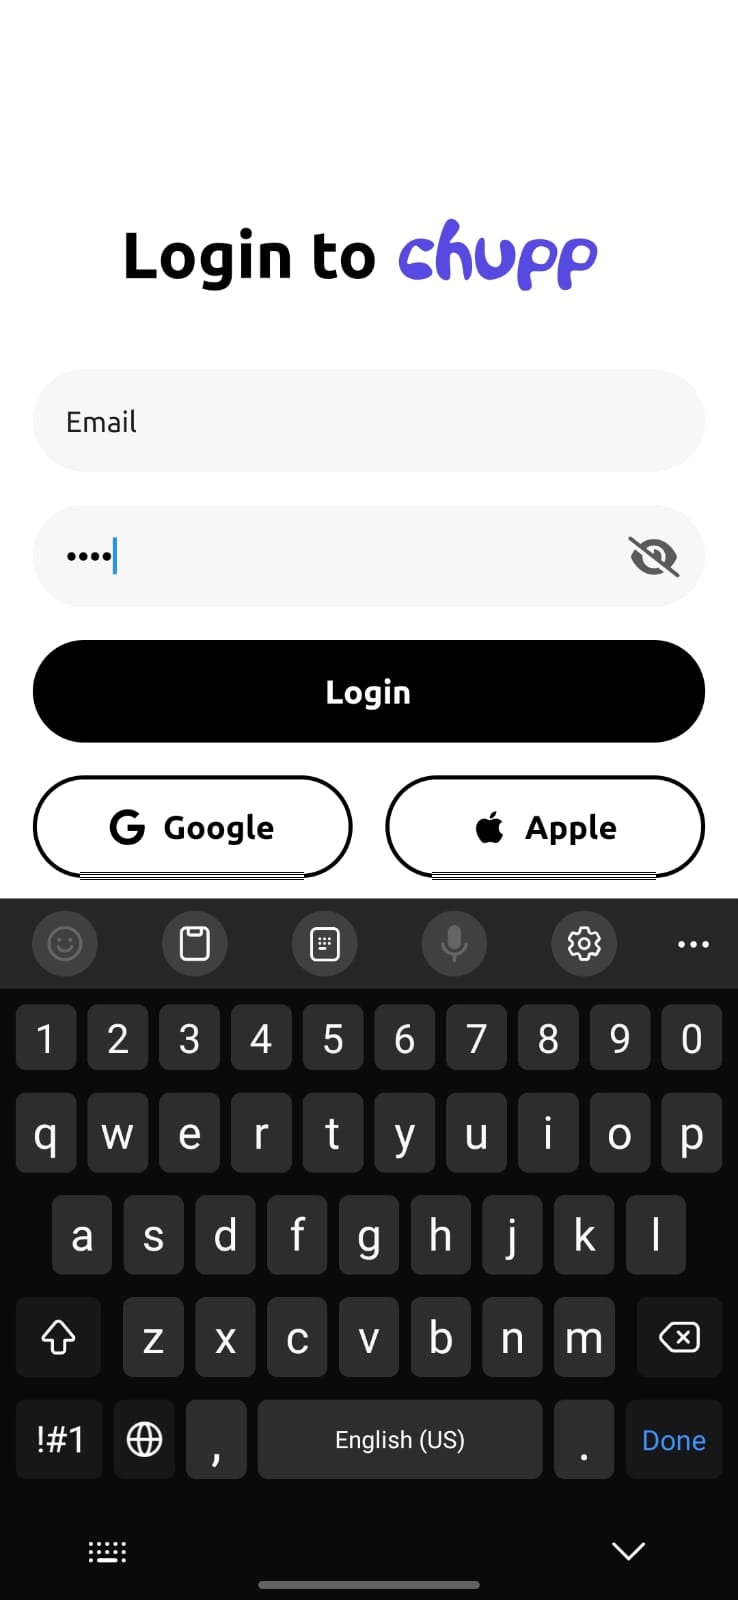 Login to chupp
Email
••••
Login
Google Apple
1 2 3 4 5 6 7 8 9 0
q w e r t y u i o p
a s d f g h j k l
z x c v b n m
!#1 , English (US) . Done